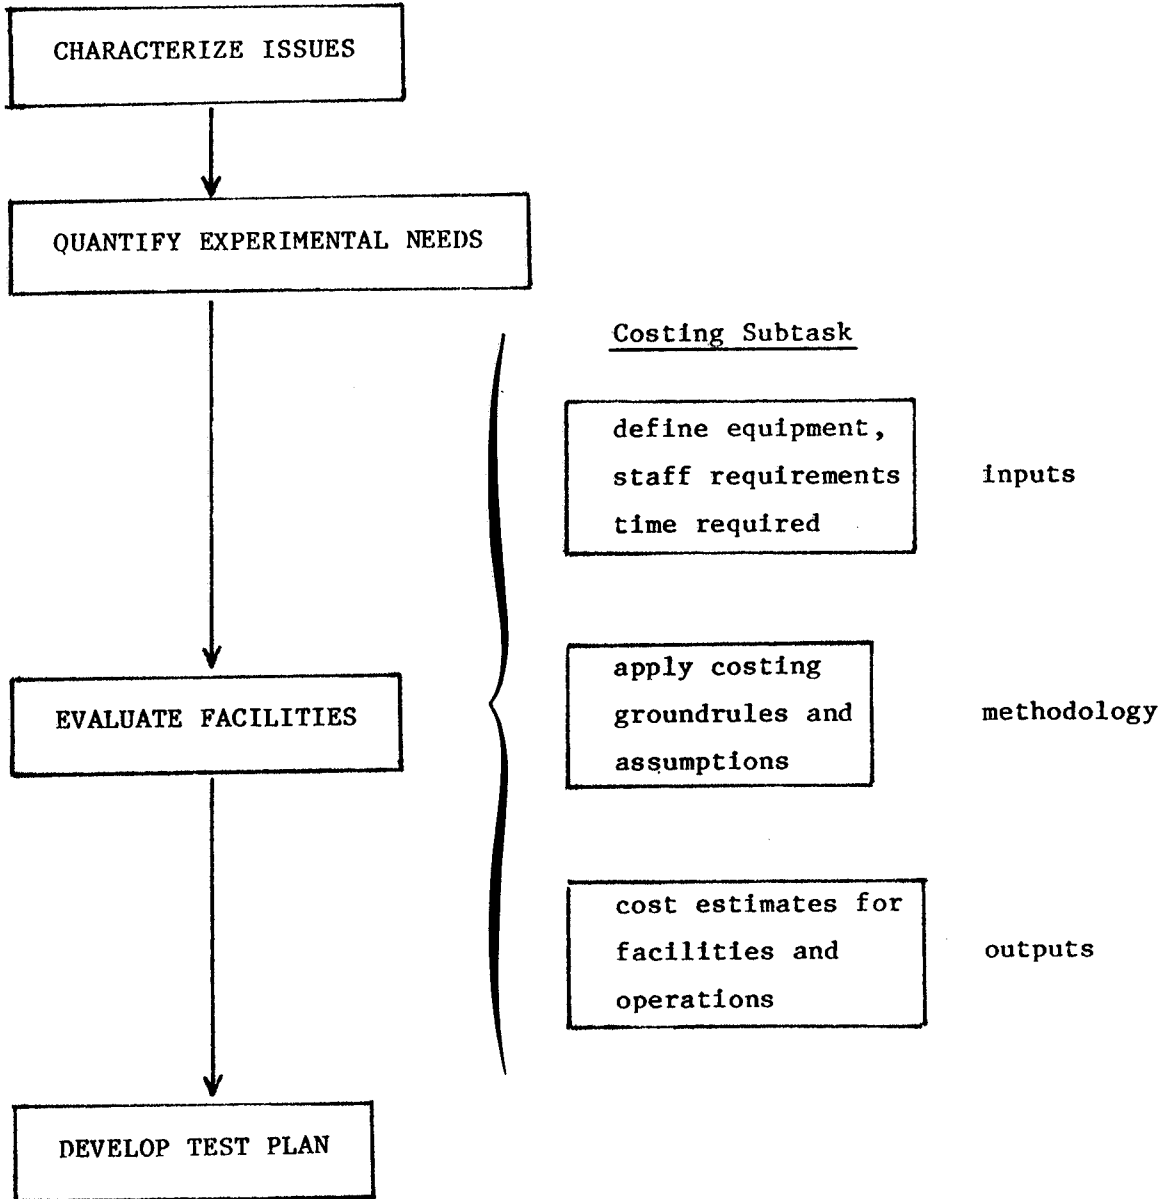 CHARACTERIZE ISSUES
QUANTIFY EXPERIMENTAL NEEDS
EVALUATE FACILITIES
DEVELOP TEST PLAN
Costing Subtask
define equipment,
staff requirements
time required
inputs
apply costing
groundrules and
assumptions
methodology
cost estimates for
facilities and
operations
outputs